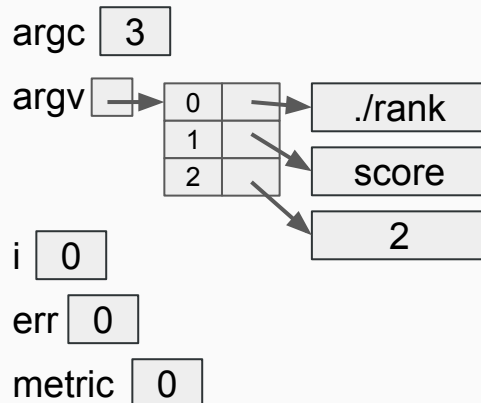 argc 3
argv 0 ./rank
1 score
2 2
i 0
err 0
metric 0